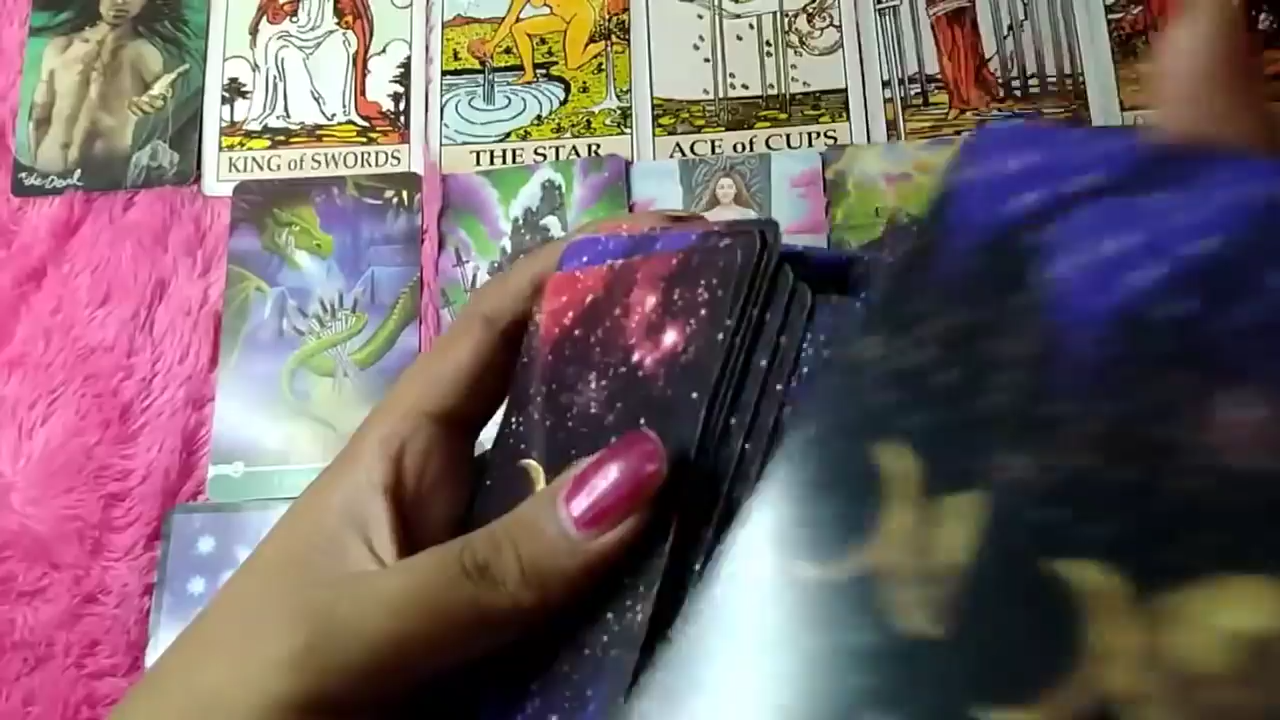 The Devil
KING of SWORDS
THE STAR
ACE of CUPS